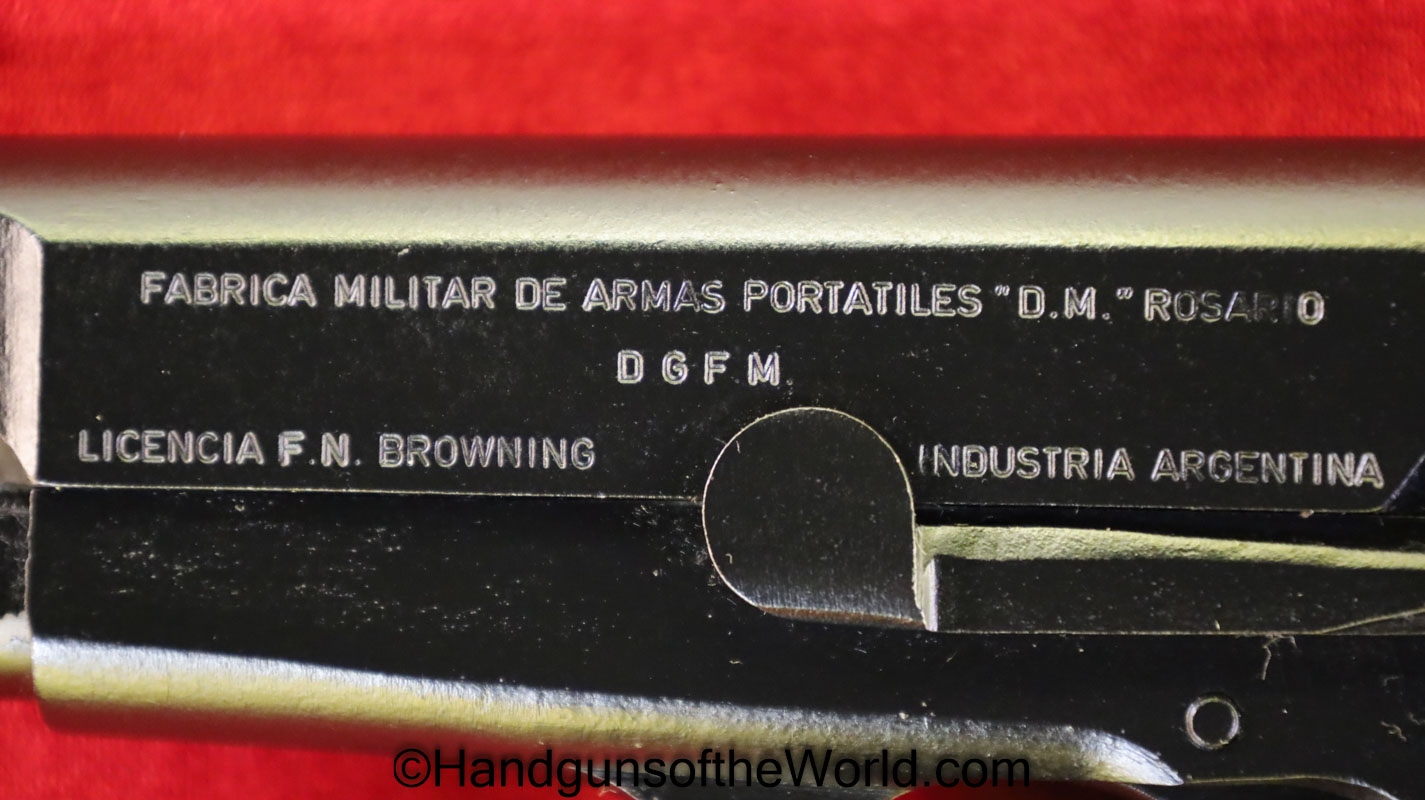 FABRICA MILITAR DE ARMAS PORTATILES "D.M." ROSARIO
D G F M
LICENCIA F.N. BROWNING INDUSTRIA ARGENTINA
©HandgunsoftheWorld.com